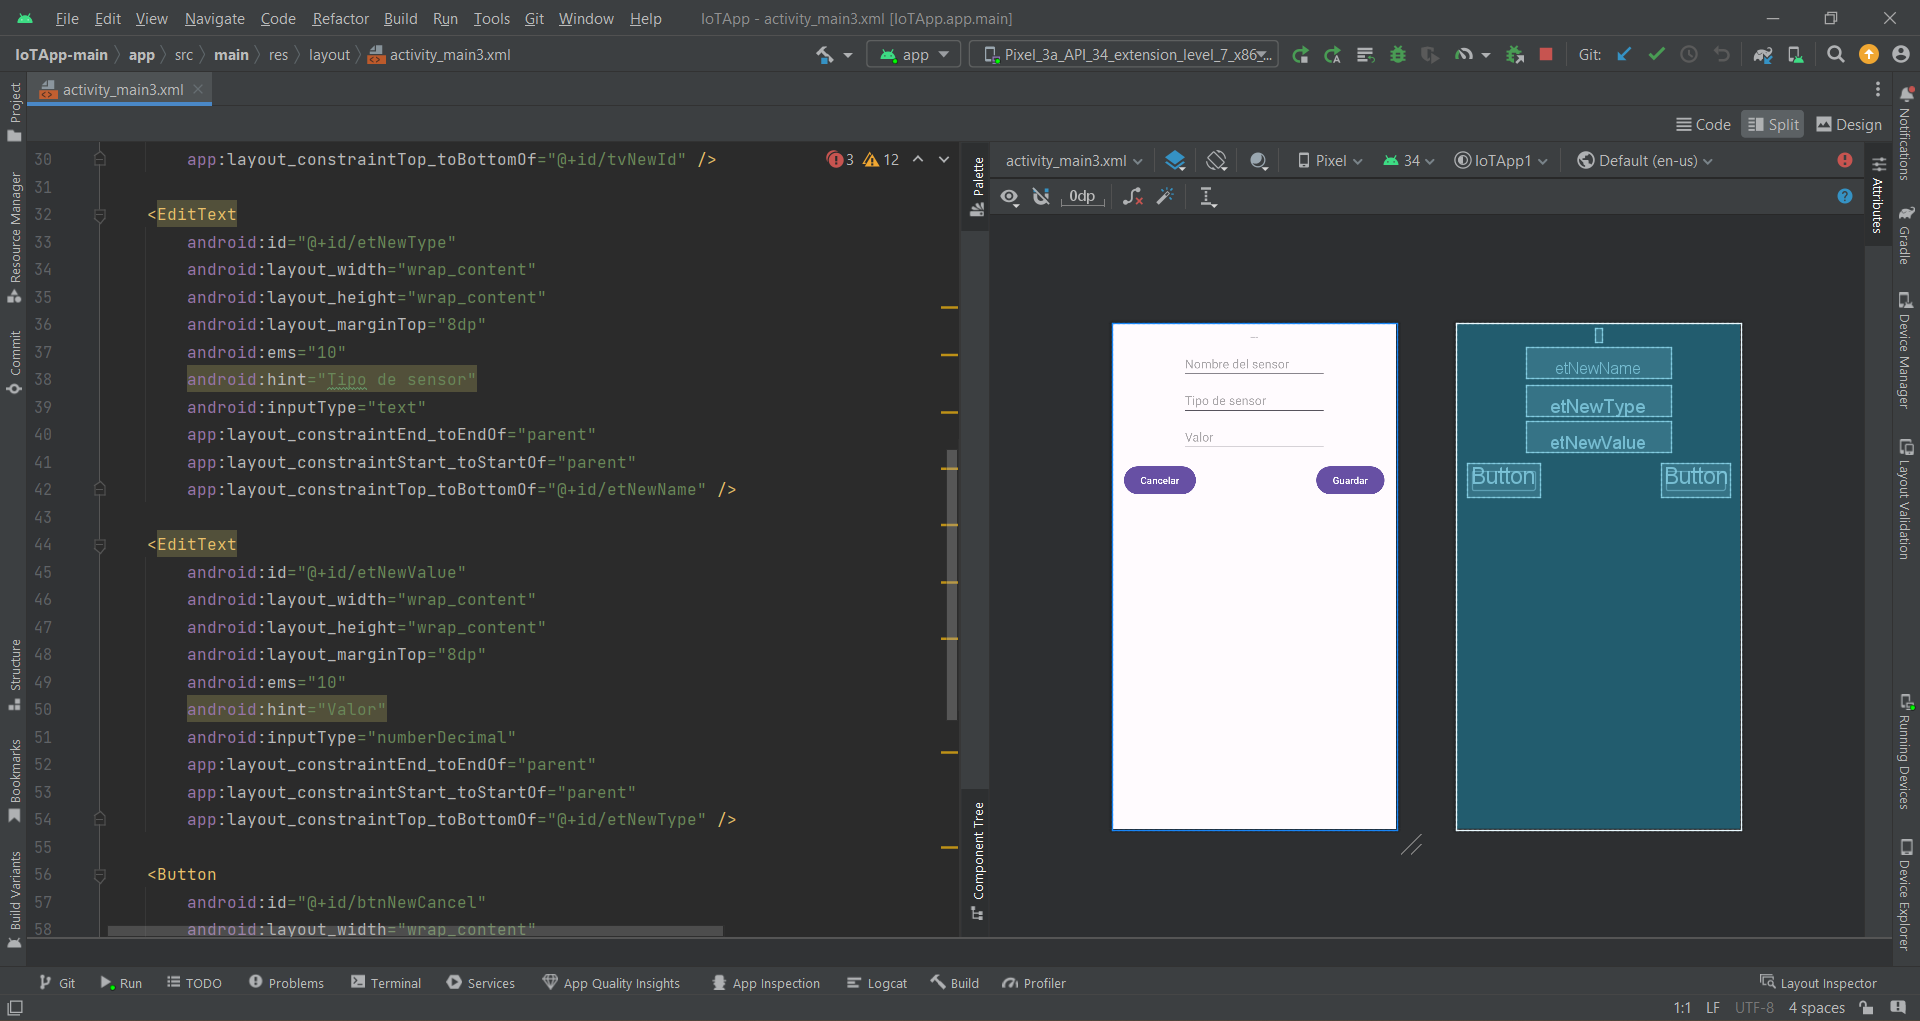 File Edit View Navigate Code Refactor Build Run Tools Git Window Help IoTApp - activity_main3.xml [IoTApp.app.main]
IoTApp-main app src main res layout activity_main3.xml app Pixel_3a_API_34_extension_level_7_x86_... Git:
activity_main3.xml
Code Split Design
30 app:layout_constraintTop_toBottomOf="@+id/tvNewId" /> 3 12
31
32 <EditText
33 android:id="@+id/etNewType"
34 android:layout_width="wrap_content"
35 android:layout_height="wrap_content"
36 android:layout_marginTop="8dp"
37 android:ems="10"
38 android:hint="Tipo de sensor"
39 android:inputType="text"
40 app:layout_constraintEnd_toEndOf="parent"
41 app:layout_constraintStart_toStartOf="parent"
42 app:layout_constraintTop_toBottomOf="@+id/etNewName" />
43
44 <EditText
45 android:id="@+id/etNewValue"
46 android:layout_width="wrap_content"
47 android:layout_height="wrap_content"
48 android:layout_marginTop="8dp"
49 android:ems="10"
50 android:hint="Valor"
51 android:inputType="numberDecimal"
52 app:layout_constraintEnd_toEndOf="parent"
53 app:layout_constraintStart_toStartOf="parent"
54 app:layout_constraintTop_toBottomOf="@+id/etNewType" />
55
56 <Button
57 android:id="@+id/btnNewCancel"
58 android:layout_width="wrap_content"
Project
Resource Manager
Commit
Structure
Bookmarks
Build Variants
Palette
Component Tree
activity_main3.xml Pixel 34 IoTApp1 Default (en-us)
0dp
Nombre del sensor
Tipo de sensor
Valor
Cancelar Guardar
etNewName
etNewType
etNewValue
Button Button
Attributes
Notifications
Gradle
Device Manager
Layout Validation
Running Devices
Device Explorer
Git Run TODO Problems Terminal Services App Quality Insights App Inspection Logcat Build Profiler Layout Inspector
1:1 LF UTF-8 4 spaces